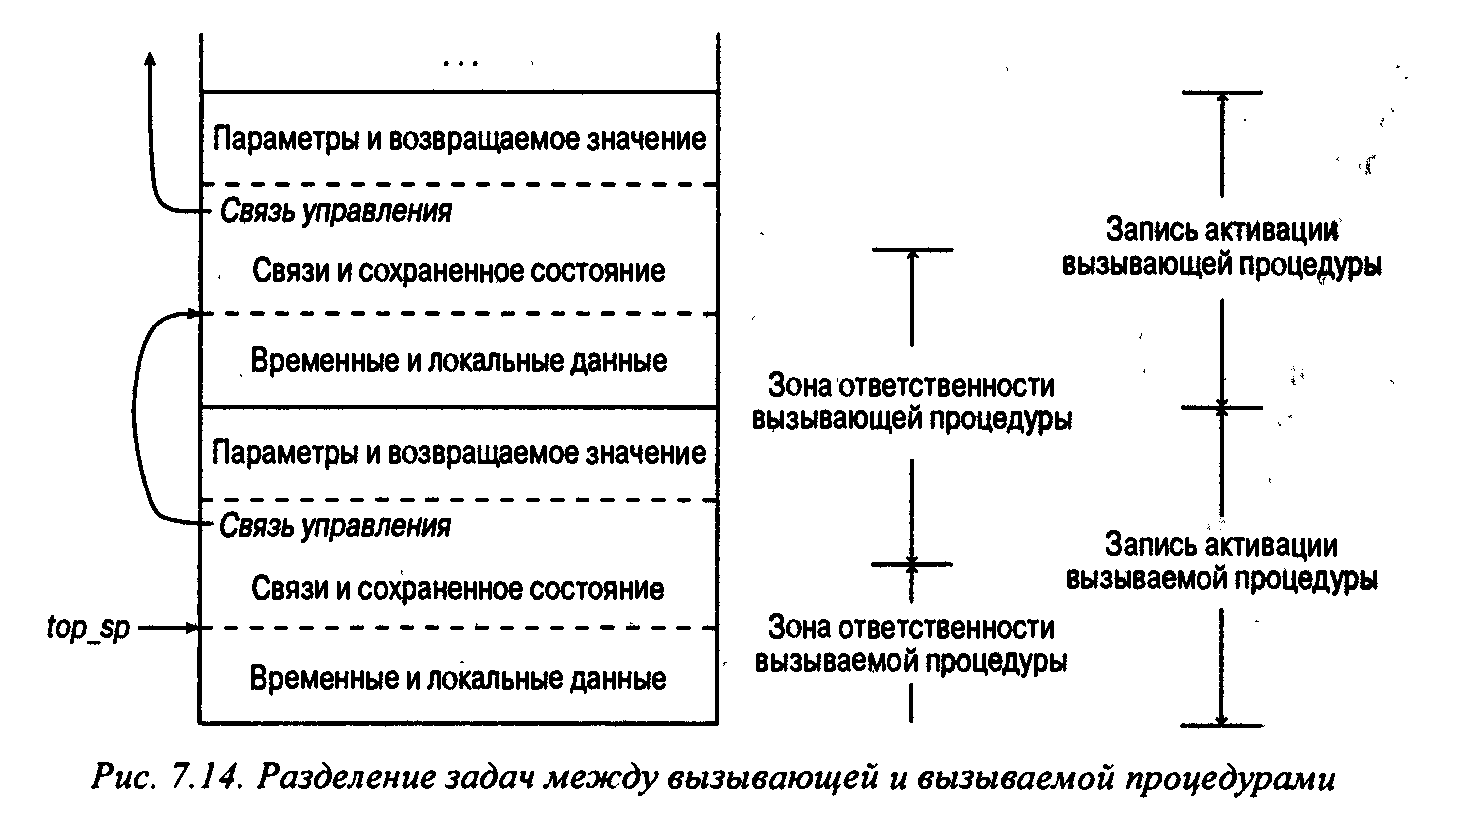 ...
Параметры и возвращаемое значение
Связь управления
Связи и сохраненное состояние
Временные и локальные данные
Параметры и возвращаемое значение
Связь управления
Связи и сохраненное состояние
top_sp
Временные и локальные данные
Зона ответственности
вызывающей процедуры
Зона ответственности
вызываемой процедуры
Запись активации
вызывающей процедуры
Запись активации
вызываемой процедуры
Рис. 7.14. Разделение задач между вызывающей и вызываемой процедурами